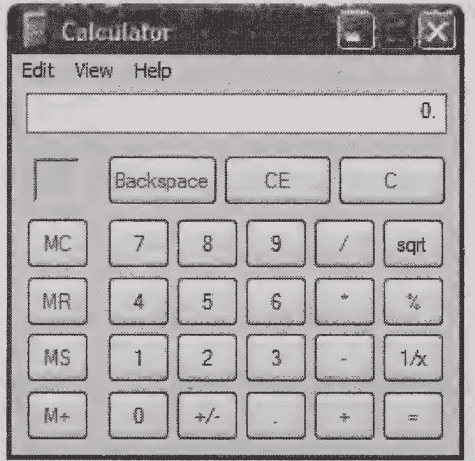 Calculator
Edit View Help
0.
Backspace CE C
MC 7 8 9 / sqrt
MR 4 5 6 * %
MS 1 2 3 - 1/x
M+ 0 +/- . + =